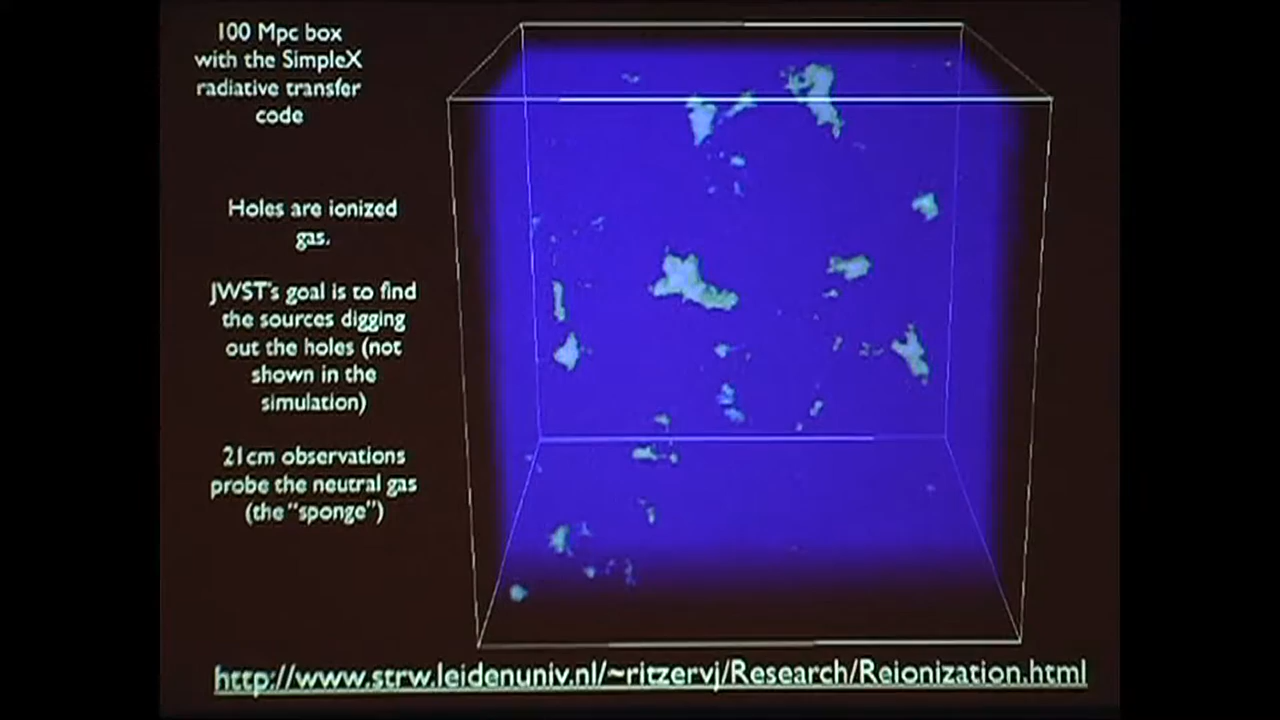 100 Mpc box
with the SimpleX
radiative transfer
code
Holes are ionized
gas.
JWST's goal is to find
the sources digging
out the holes (not
shown in the
simulation)
21cm observations
probe the neutral gas
(the "sponge")
http://www.strw.leidenuniv.nl/~ritzervj/Research/Reionization.html